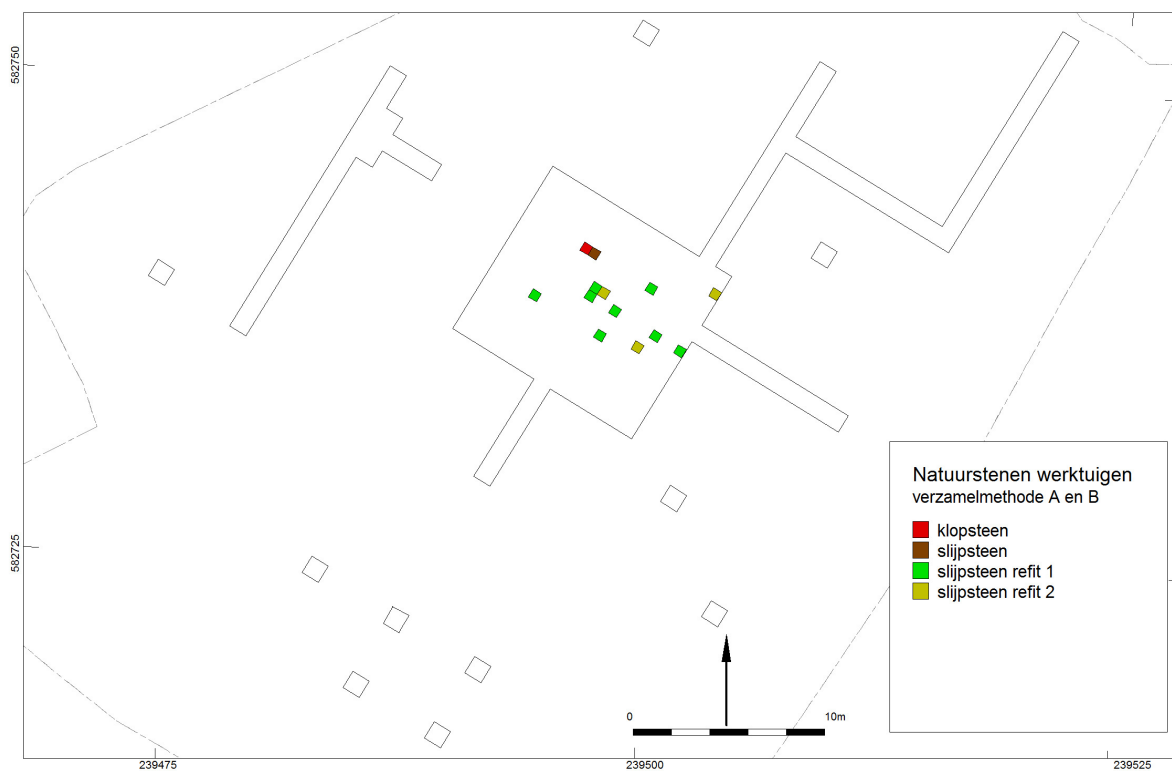 582750
582725
Natuurstenen werktuigen
verzamelmethode A en B
klopsteen
slijpsteen
slijpsteen refit 1
slijpsteen refit 2
0 10m
239475 239500 239525